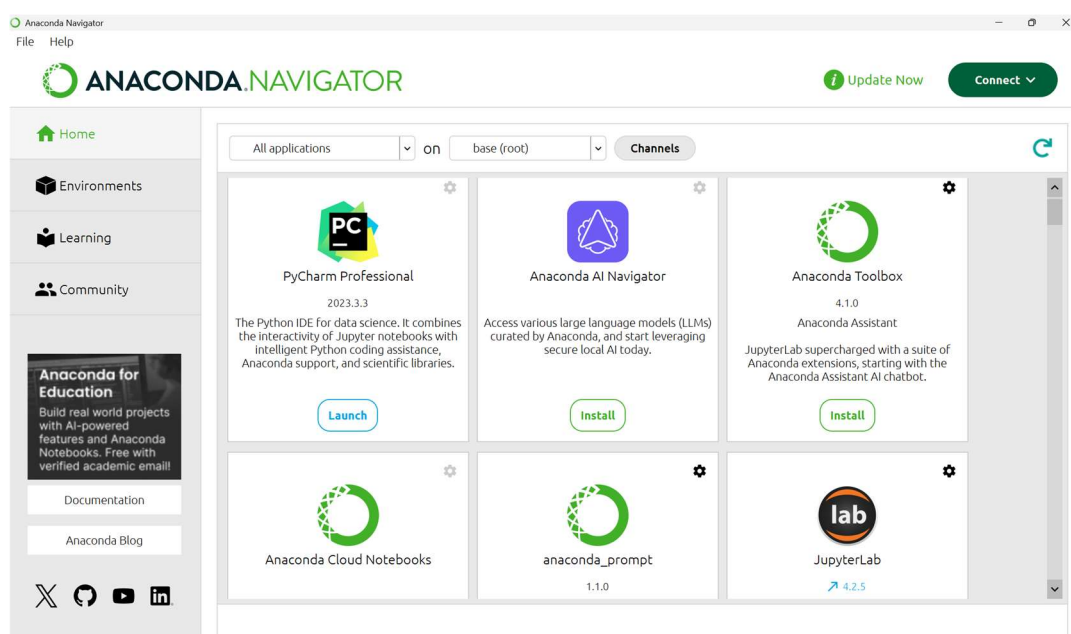 Anaconda Navigator
File Help
ANACONDA.NAVIGATOR
i Update Now
Connect
Home
Environments
Learning
Community
Anaconda for
Education
Build real world projects
with AI-powered
features and Anaconda
Notebooks. Free with
verified academic email!
Documentation
Anaconda Blog
X in
All applications on base (root) Channels
PC
PyCharm Professional
2023.3.3
The Python IDE for data science. It combines
the interactivity of Jupyter notebooks with
intelligent Python coding assistance,
Anaconda support, and scientific libraries.
Launch
Anaconda AI Navigator
Access various large language models (LLMs)
curated by Anaconda, and start leveraging
secure local AI today.
Install
Anaconda Toolbox
4.1.0
Anaconda Assistant
JupyterLab supercharged with a suite of
Anaconda extensions, starting with the
Anaconda Assistant AI chatbot.
Install
Anaconda Cloud Notebooks
anaconda_prompt
1.1.0
lab
JupyterLab
4.2.5